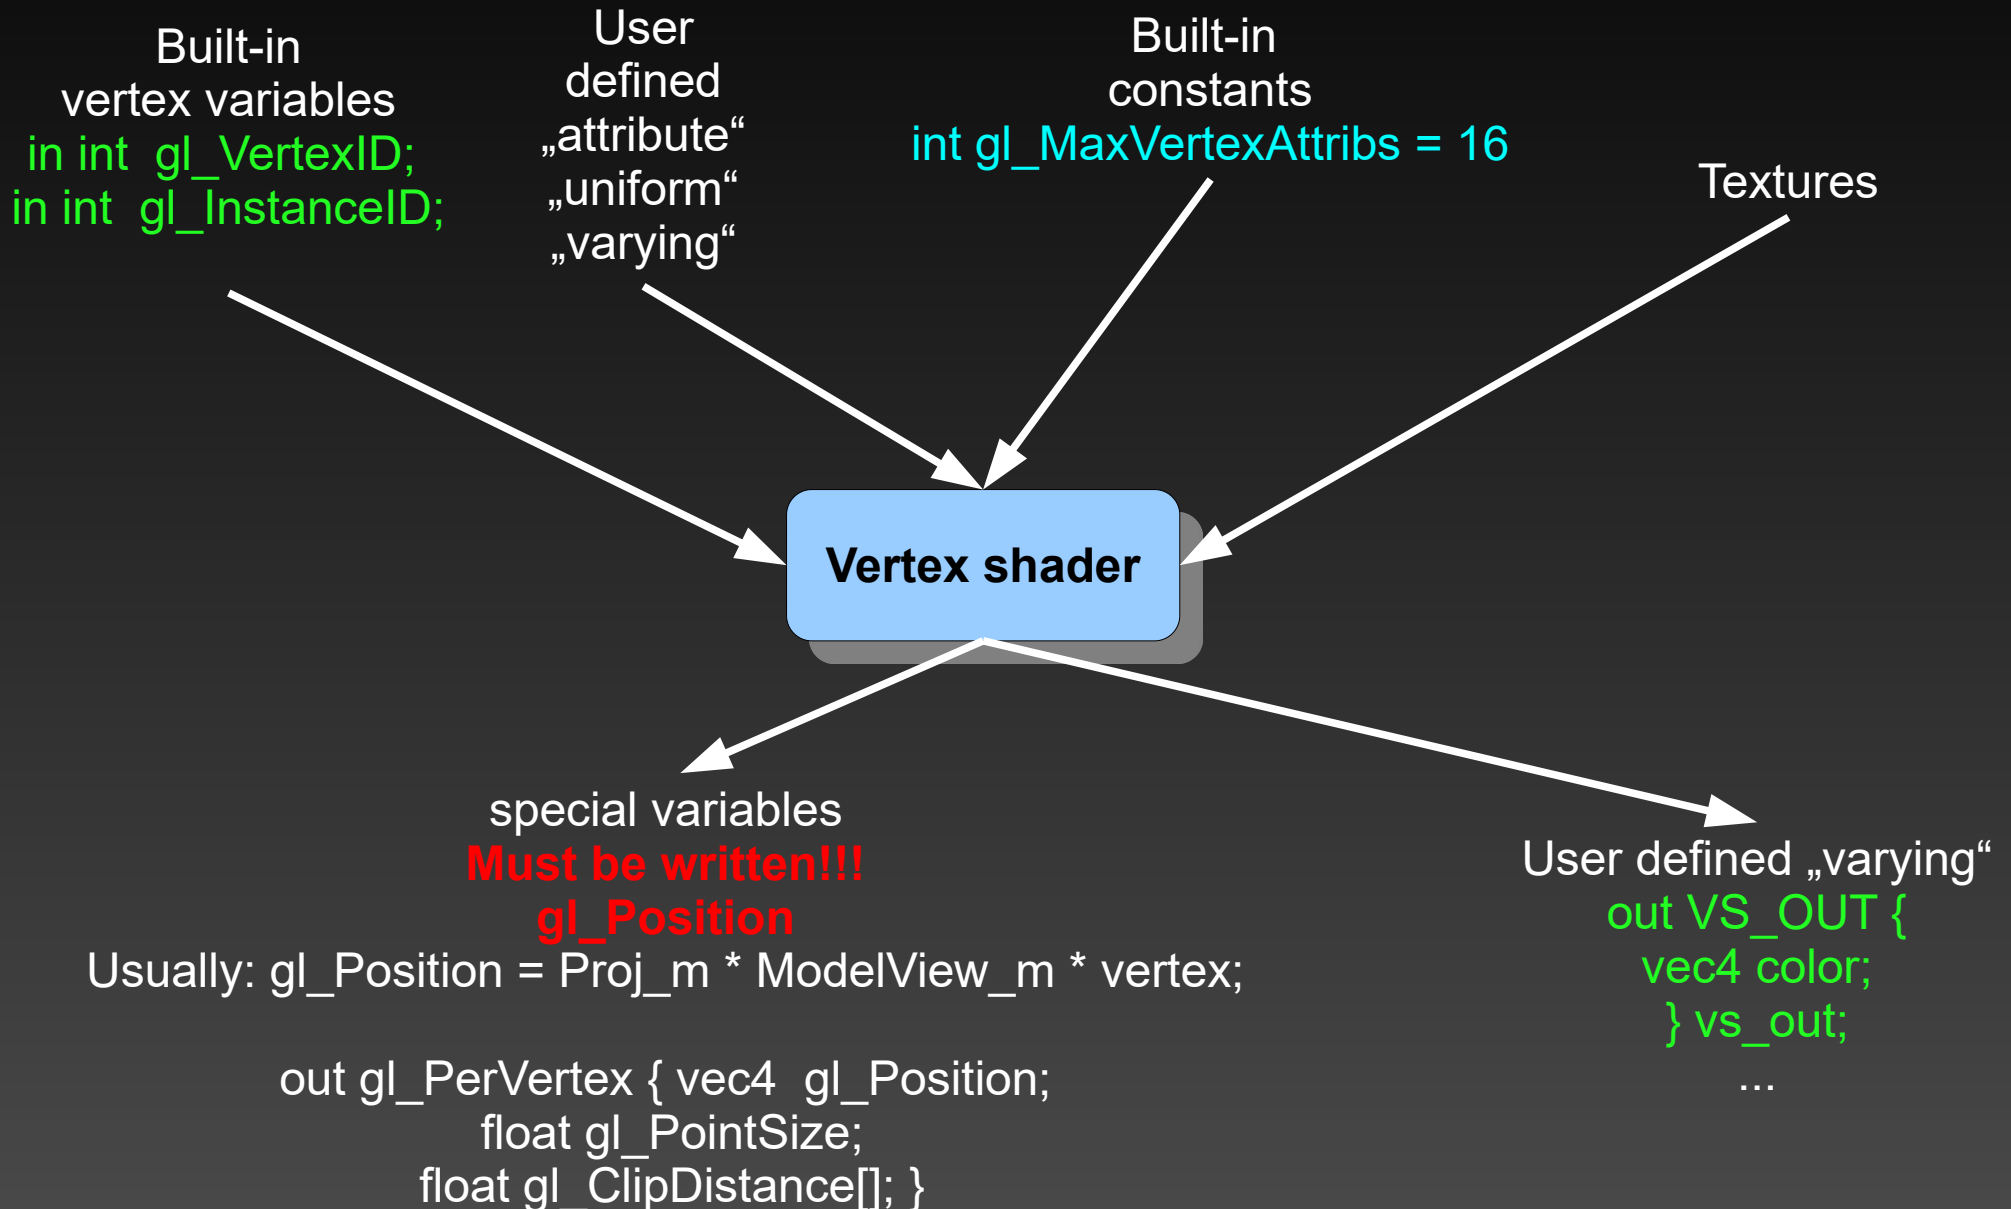 Built-in
vertex variables
in int  gl_VertexID;
in int  gl_InstanceID;
User
defined
„attribute“
„uniform“
„varying“
Built-in
constants
int gl_MaxVertexAttribs = 16
Textures
Vertex shader
special variables
Must be written!!!
gl_Position
Usually: gl_Position = Proj_m * ModelView_m * vertex;
out gl_PerVertex { vec4  gl_Position;
float gl_PointSize;
float gl_ClipDistance[]; }
User defined „varying“
out VS_OUT {
vec4 color;
} vs_out;
...